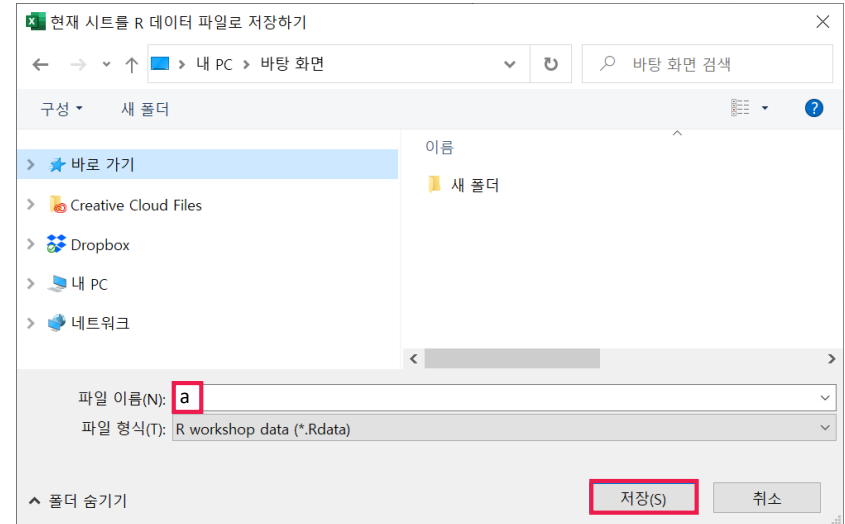 현재 시트를 R 데이터 파일로 저장하기
내 PC > 바탕 화면
바탕 화면 검색
구성 새 폴더
이름
바로 가기
새 폴더
Creative Cloud Files
Dropbox
내 PC
네트워크
파일 이름(N): a
파일 형식(T): R workshop data (*.Rdata)
폴더 숨기기
저장(S)
취소